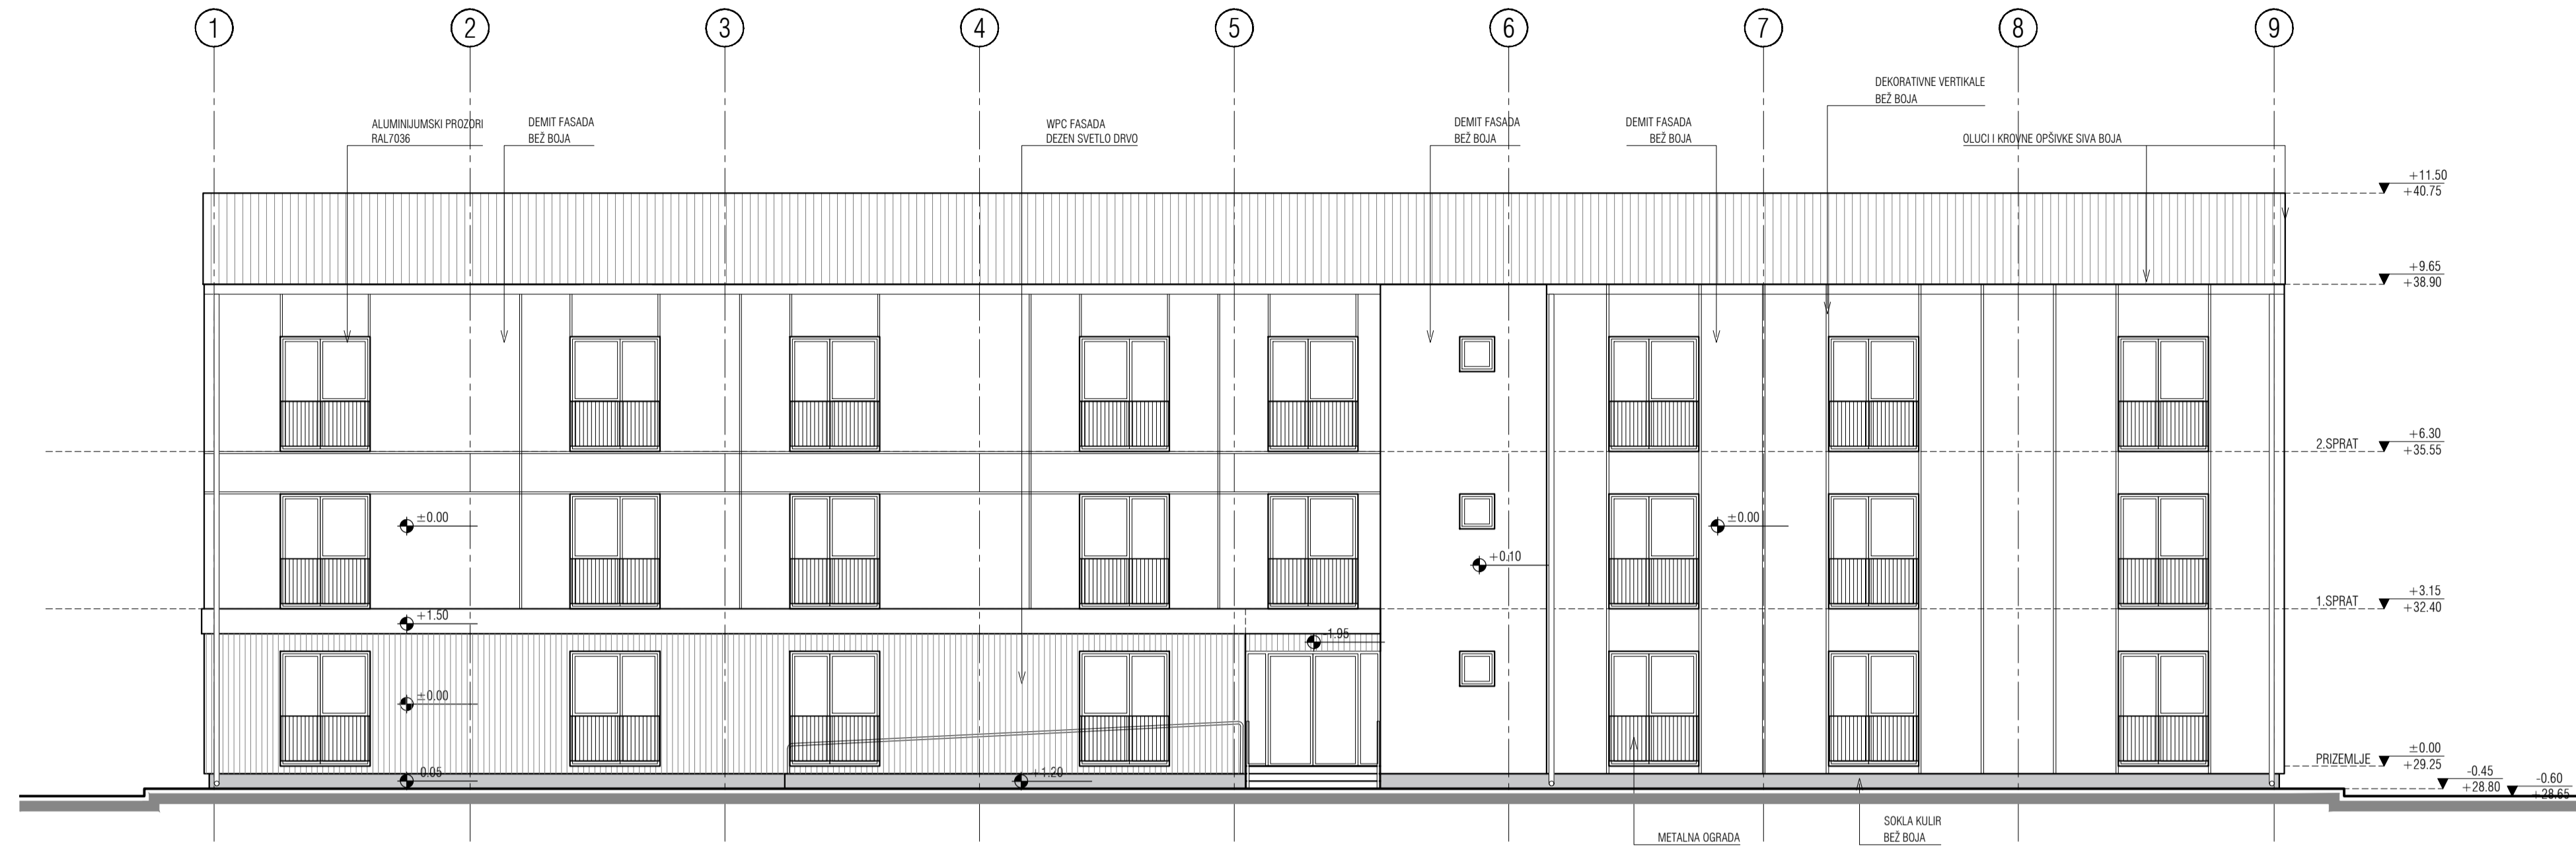 1
2
3
4
5
6
7
8
9
DEKORATIVNE VERTIKALE
BEŽ BOJA
ALUMINIJUMSKI PROZORI
RAL7036
DEMIT FASADA
BEŽ BOJA
WPC FASADA
DEZEN SVETLO DRVO
DEMIT FASADA
BEŽ BOJA
DEMIT FASADA
BEŽ BOJA
OLUCI I KROVNE OPŠIVKE SIVA BOJA
+11.50
+40.75
+9.65
+38.90
2.SPRAT
+6.30
+35.55
±0.00
±0.00
+0.10
1.SPRAT
+3.15
+32.40
+1.50
-1.95
±0.00
PRIZEMLJE
±0.00
+29.25
-0.05
+1.20
-0.45
+28.80
-0.60
+28.65
METALNA OGRADA
SOKLA KULIR
BEŽ BOJA